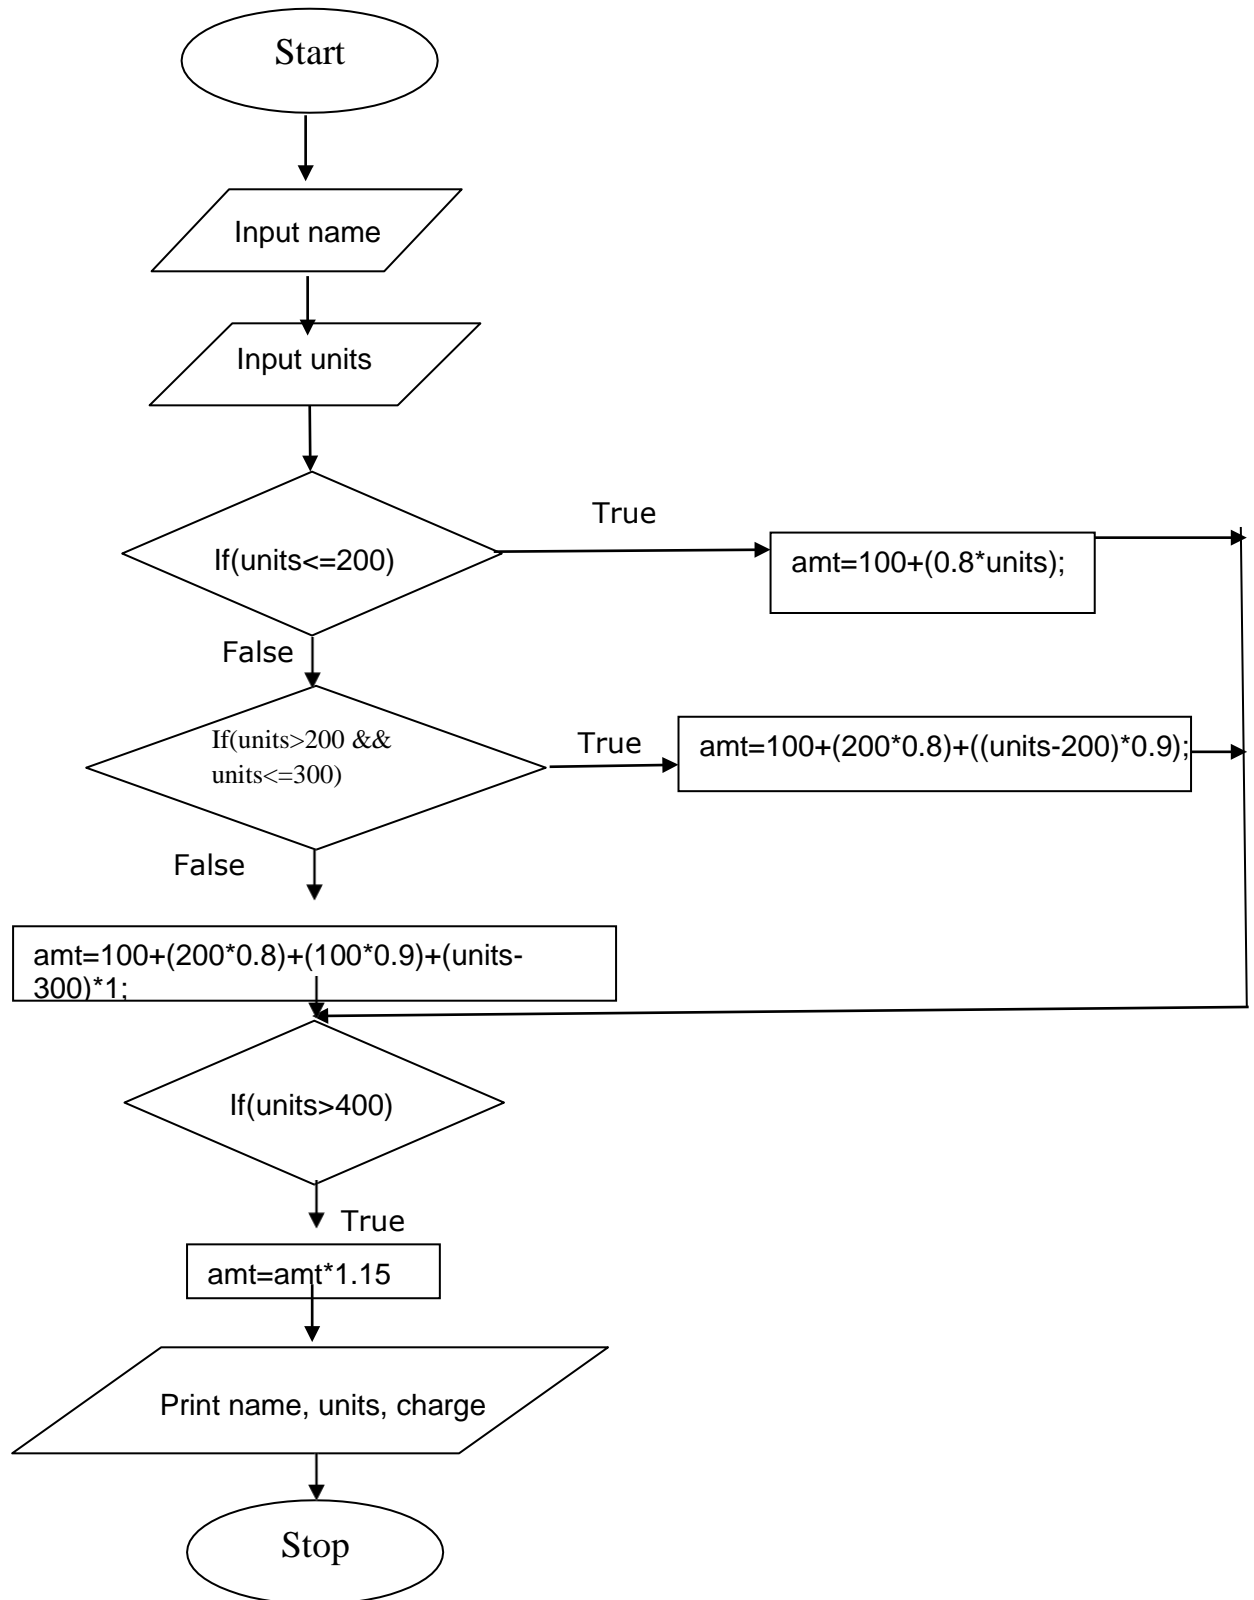 Start
Input name
Input units
True
If(units<=200)
amt=100+(0.8*units);
False
If(units>200 &&
units<=300)
True
amt=100+(200*0.8)+((units-200)*0.9);
False
amt=100+(200*0.8)+(100*0.9)+(units-
300)*1;
If(units>400)
True
amt=amt*1.15
Print name, units, charge
Stop